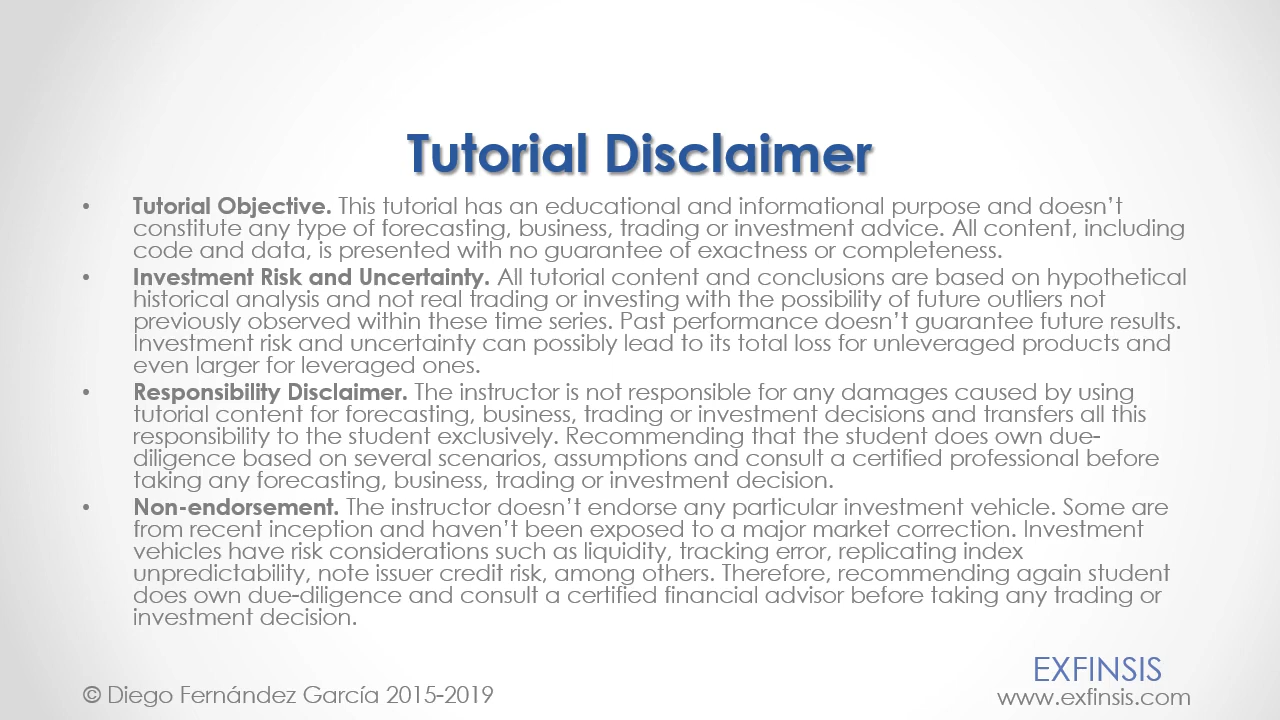 Tutorial Disclaimer
• Tutorial Objective. This tutorial has an educational and informational purpose and doesn’t
constitute any type of forecasting, business, trading or investment advice. All content, including
code and data, is presented with no guarantee of exactness or completeness.
• Investment Risk and Uncertainty. All tutorial content and conclusions are based on hypothetical
historical analysis and not real trading or investing with the possibility of future outliers not
previously observed within these time series. Past performance doesn’t guarantee future results.
Investment risk and uncertainty can possibly lead to its total loss for unleveraged products and
even larger for leveraged ones.
• Responsibility Disclaimer. The instructor is not responsible for any damages caused by using
tutorial content for forecasting, business, trading or investment decisions and transfers all this
responsibility to the student exclusively. Recommending that the student does own due-
diligence based on several scenarios, assumptions and consult a certified professional before
taking any forecasting, business, trading or investment decision.
• Non-endorsement. The instructor doesn’t endorse any particular investment vehicle. Some are
from recent inception and haven’t been exposed to a major market correction. Investment
vehicles have risk considerations such as liquidity, tracking error, replicating index
unpredictability, note issuer credit risk, among others. Therefore, recommending again student
does own due-diligence and consult a certified financial advisor before taking any trading or
investment decision.
EXFINSIS
© Diego Fernández García 2015-2019
www.exfinsis.com